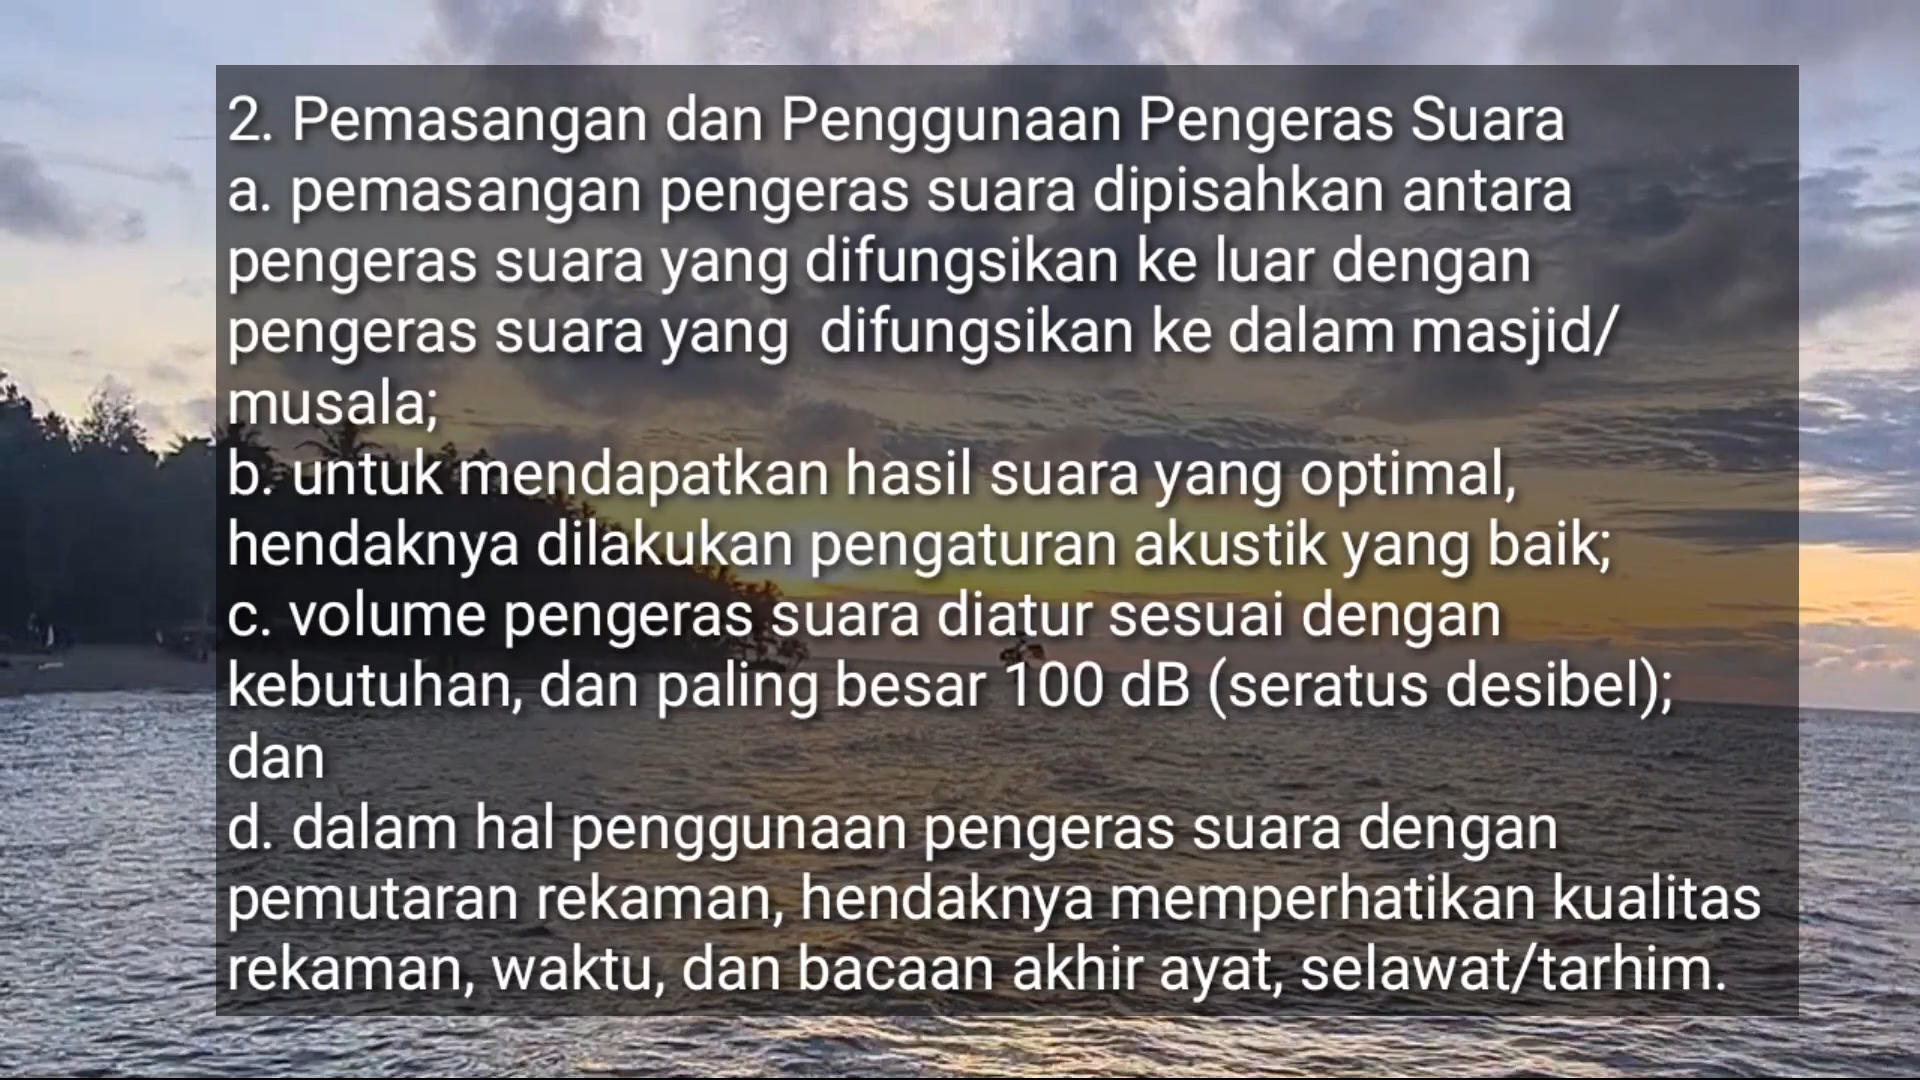 2. Pemasangan dan Penggunaan Pengeras Suara
a. pemasangan pengeras suara dipisahkan antara
pengeras suara yang difungsikan ke luar dengan
pengeras suara yang  difungsikan ke dalam masjid/
musala;
b. untuk mendapatkan hasil suara yang optimal,
hendaknya dilakukan pengaturan akustik yang baik;
c. volume pengeras suara diatur sesuai dengan
kebutuhan, dan paling besar 100 dB (seratus desibel);
dan
d. dalam hal penggunaan pengeras suara dengan
pemutaran rekaman, hendaknya memperhatikan kualitas
rekaman, waktu, dan bacaan akhir ayat, selawat/tarhim.